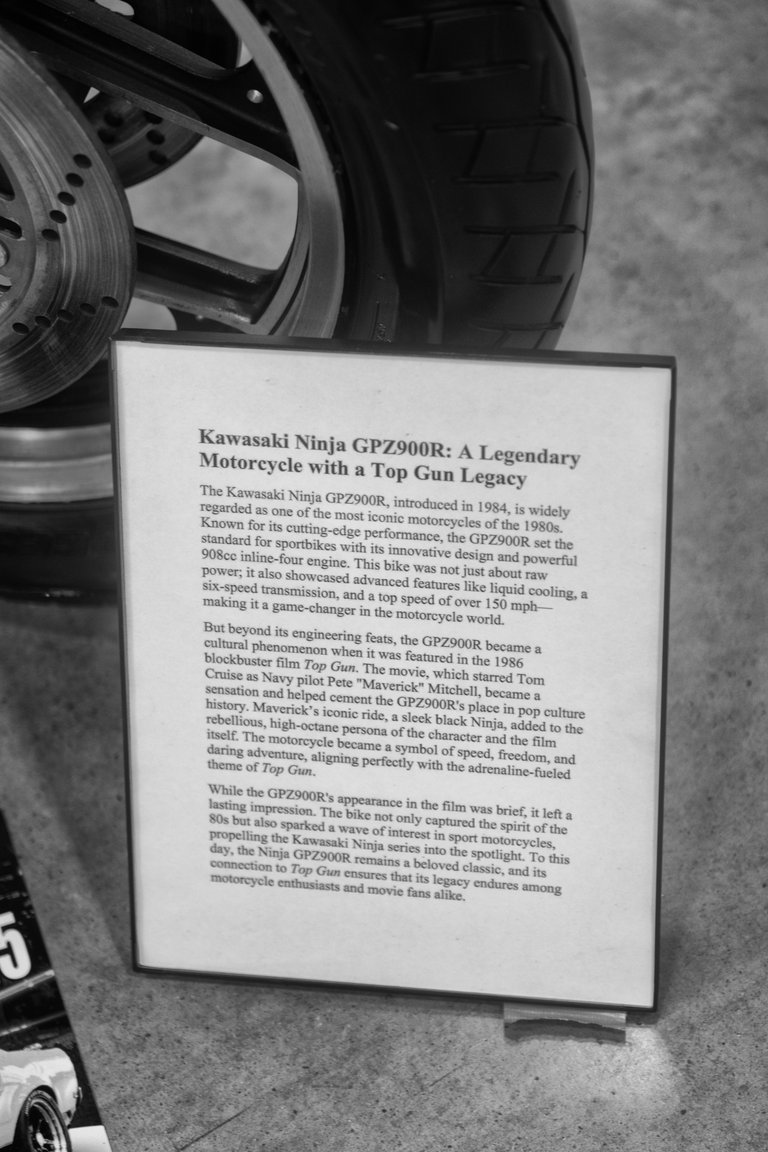 Kawasaki Ninja GPZ900R: A Legendary
Motorcycle with a Top Gun Legacy
The Kawasaki Ninja GPZ900R, introduced in 1984, is widely
regarded as one of the most iconic motorcycles of the 1980s.
Known for its cutting-edge performance, the GPZ900R set the
standard for sportbikes with its innovative design and powerful
908cc inline-four engine. This bike was not just about raw
power; it also showcased advanced features like liquid cooling, a
six-speed transmission, and a top speed of over 150 mph—
making it a game-changer in the motorcycle world.
But beyond its engineering feats, the GPZ900R became a
cultural phenomenon when it was featured in the 1986
blockbuster film Top Gun. The movie, which starred Tom
Cruise as Navy pilot Pete "Maverick" Mitchell, became a
sensation and helped cement the GPZ900R's place in pop culture
history. Maverick's iconic ride, a sleek black Ninja, added to the
rebellious, high-octane persona of the character and the film
itself. The motorcycle became a symbol of speed, freedom, and
daring adventure, aligning perfectly with the adrenaline-fueled
theme of Top Gun.
While the GPZ900R's appearance in the film was brief, it left a
lasting impression. The bike not only captured the spirit of the
80s but also sparked a wave of interest in sport motorcycles,
propelling the Kawasaki Ninja series into the spotlight. To this
day, the Ninja GPZ900R remains a beloved classic, and its
connection to Top Gun ensures that its legacy endures among
motorcycle enthusiasts and movie fans alike.
5